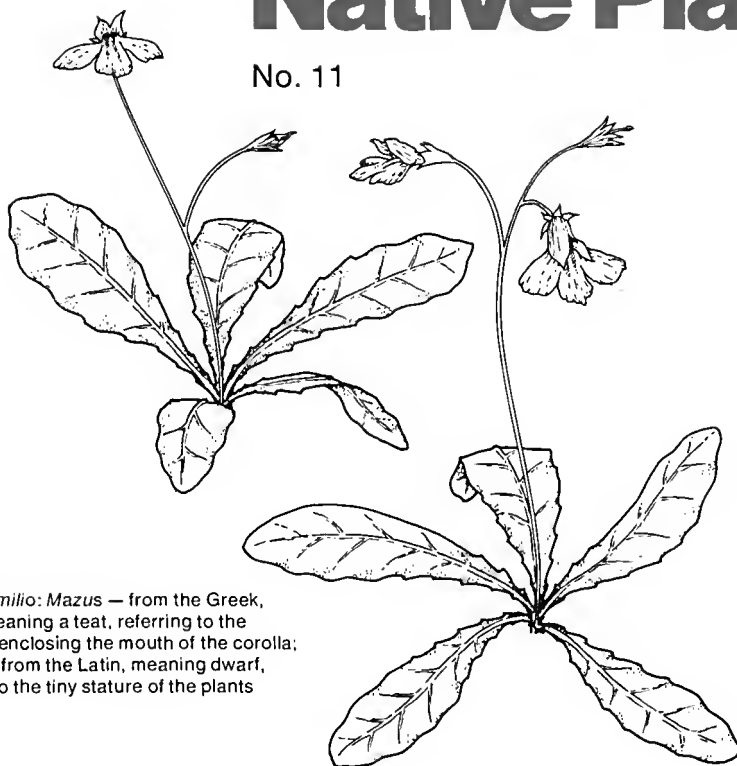 Native Pla
No. 11
milio: Mazus — from the Greek,
eaning a teat, referring to the
enclosing the mouth of the corolla;
from the Latin, meaning dwarf,
o the tiny stature of the plants